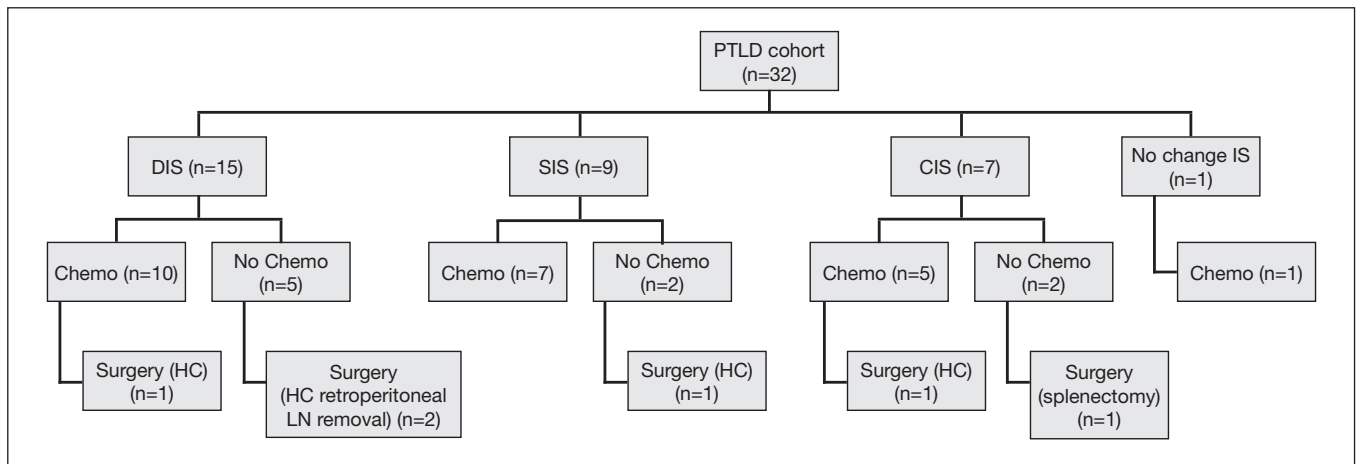 PTLD cohort
(n=32)
DIS (n=15)
SIS (n=9)
CIS (n=7)
No change IS
(n=1)
Chemo (n=10)
No Chemo
(n=5)
Chemo (n=7)
No Chemo
(n=2)
Chemo (n=5)
No Chemo
(n=2)
Chemo (n=1)
Surgery (HC)
(n=1)
Surgery
(HC retroperitoneal
LN removal) (n=2)
Surgery (HC)
(n=1)
Surgery (HC)
(n=1)
Surgery
(splenectomy)
(n=1)